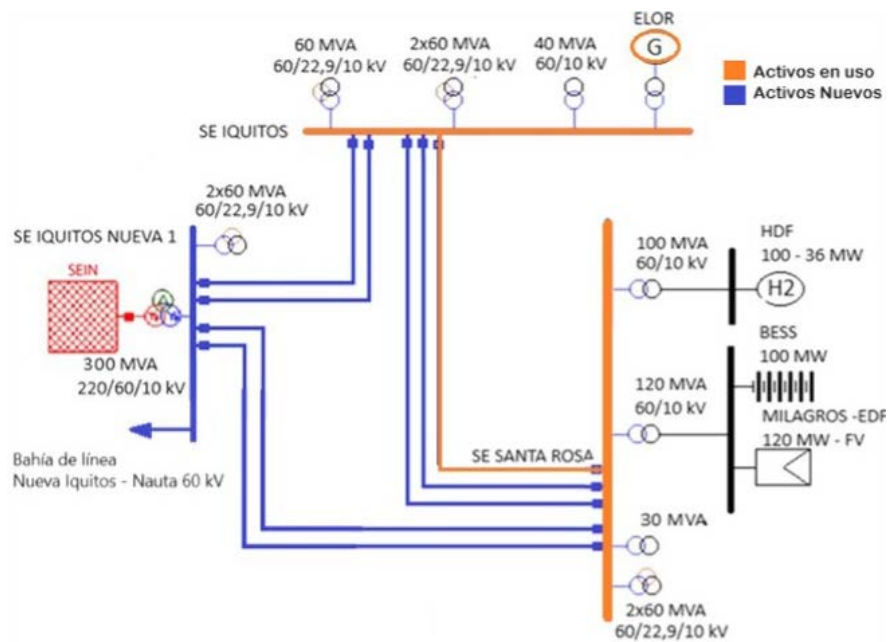 ELOR
G
60 MVA
60/22,9/10 kV
2x60 MVA
60/22,9/10 kV
40 MVA
60/10 kV
Activos en uso
Activos Nuevos
SE IQUITOS
2x60 MVA
60/22,9/10 kV
SE IQUITOS NUEVA 1
SEIN
300 MVA
220/60/10 kV
Bahía de línea
Nueva Iquitos - Nauta 60 kV
100 MVA
60/10 kV
HDF
100 - 36 MW
H2
BESS
100 MW
120 MVA
60/10 kV
MILAGROS -EDF
120 MW - FV
SE SANTA ROSA
30 MVA
2x60 MVA
60/22,9/10 kV